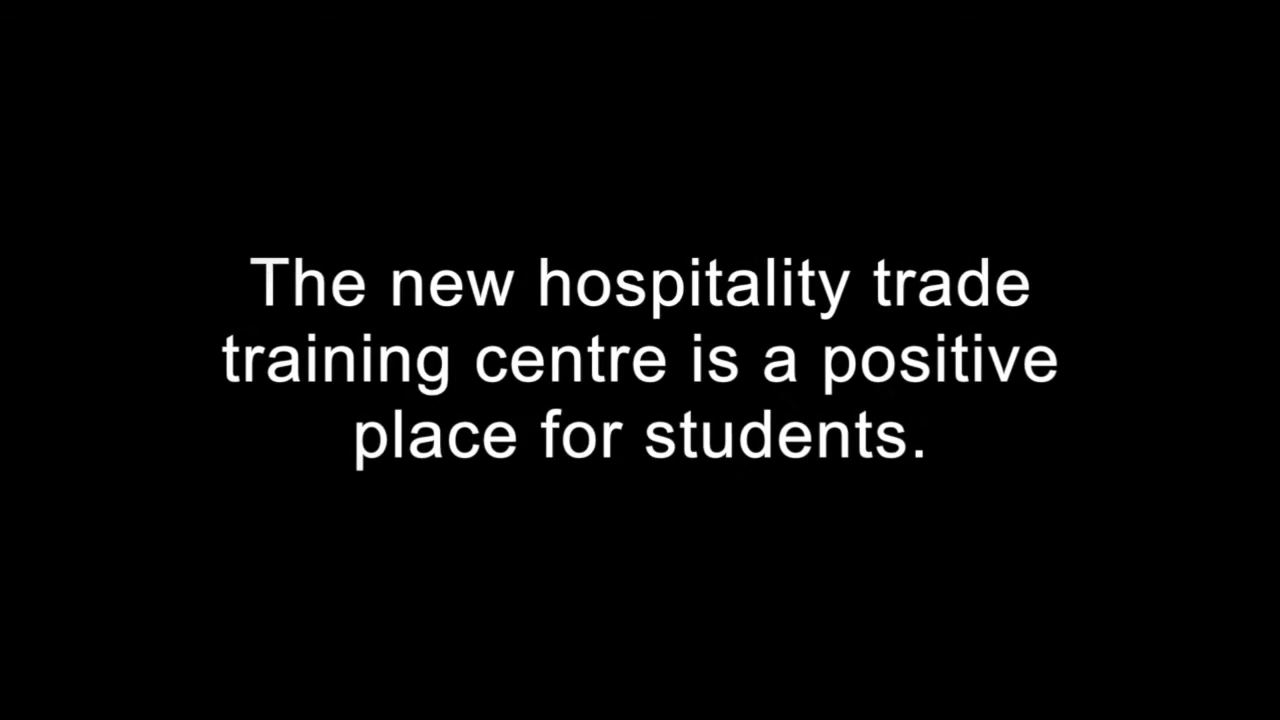 The new hospitality trade
training centre is a positive
place for students.